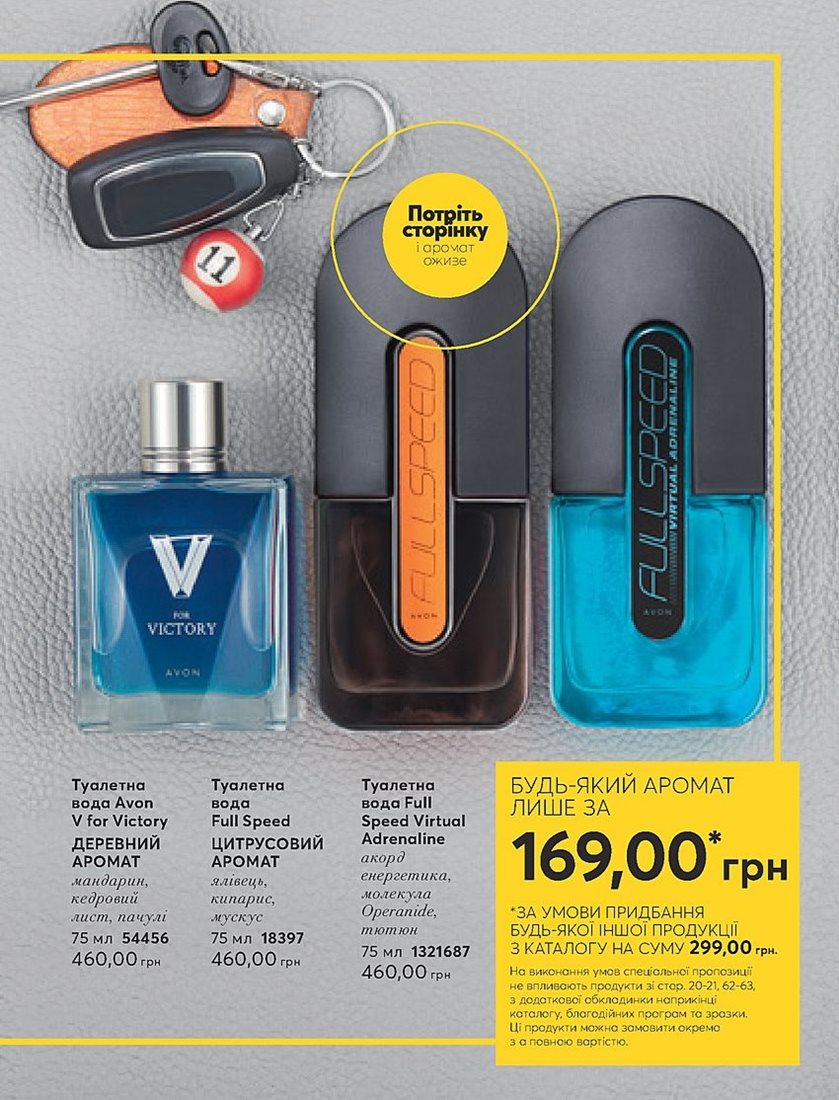 11
Потріть
сторінку
і аромат
оживе
FULL SPEED
AVON
FULL SPEED
VIRTUAL ADRENALINE
AVON
V
FOR
VICTORY
AVON
Туалетна
вода Avon
V for Victory
ДЕРЕВНИЙ
АРОМАТ
мандарин,
кедровий
лист, пачулі
75 мл 54456
460,00 грн
Туалетна
вода
Full Speed
ЦИТРУСОВИЙ
АРОМАТ
ялівець,
кипарис,
мускус
75 мл 18397
460,00 грн
Туалетна
вода Full
Speed Virtual
Adrenaline
акорд
енергетика,
молекула
Operanide,
тютюн
75 мл 1321687
460,00 грн
БУДЬ-ЯКИЙ АРОМАТ
ЛИШЕ ЗА
169,00* грн
*ЗА УМОВИ ПРИДБАННЯ
БУДЬ-ЯКОЇ ІНШОЇ ПРОДУКЦІЇ
З КАТАЛОГУ НА СУМУ 299,00 грн.
На виконання умов спеціальної пропозиції
не впливають продукти зі стор. 20-21, 62-63,
з додаткової обкладинки наприкінці
каталогу, благодійних програм та зразки.
Ці продукти можна замовити окремо
з а повною вартістю.